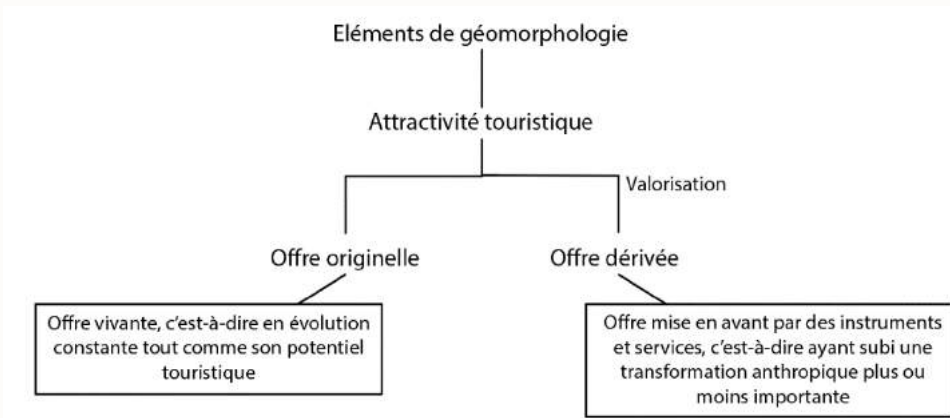 Eléments de géomorphologie
Attractivité touristique
Valorisation
Offre originelle
Offre dérivée
Offre vivante, c'est-à-dire en évolution
constante tout comme son potentiel
touristique
Offre mise en avant par des instruments
et services, c'est-à-dire ayant subi une
transformation anthropique plus ou
moins importante